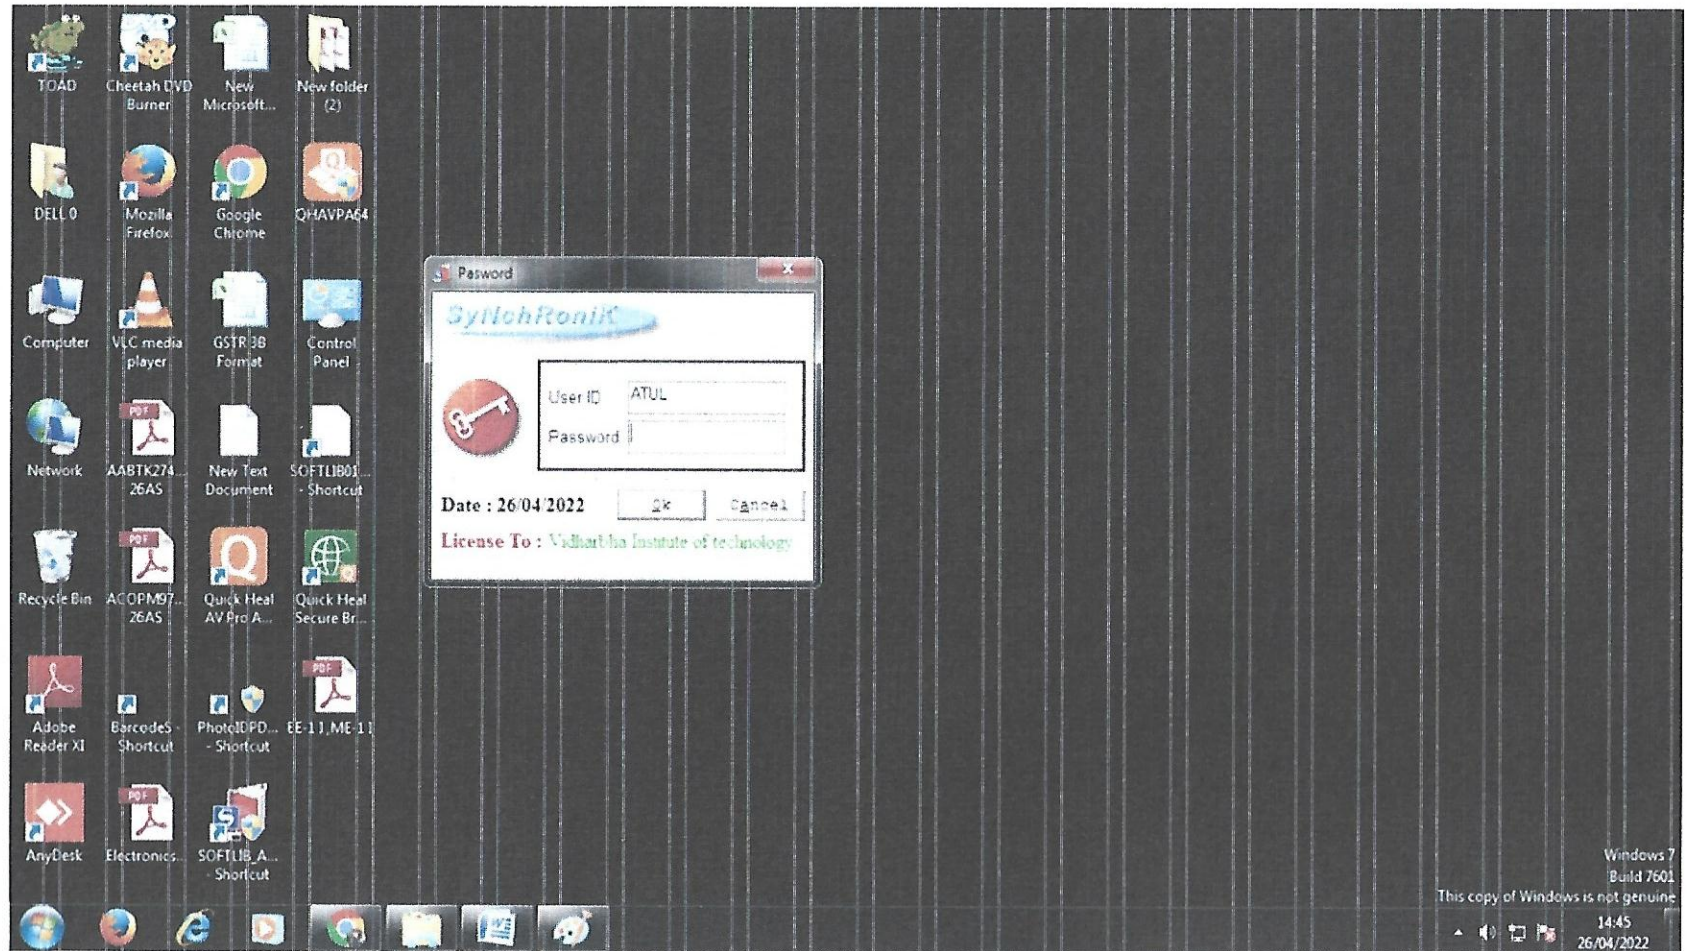 TOAD
Cheetah DVD
Burner
New
Microsoft...
New folder
(2)
DELL 0
Mozilla
Firefox
Google
Chrome
QHAVPA64
Computer
VLC media
player
GSTR 3B
Format
Control
Panel
Network
PDF
AABTK274...
26AS
New Text
Document
SOFTLIB01...
- Shortcut
Recycle Bin
PDF
ACOPM97...
26AS
Quick Heal
AV Pro A...
Quick Heal
Secure Br...
Adobe
Reader XI
BarcodeS -
Shortcut
PhotoIDPD...
- Shortcut
PDF
EE-1 I,ME-1 I
AnyDesk
PDF
Electronics...
SOFTLIB_A...
- Shortcut
Pasword
SyNchRoniK
User ID ATUL
Password
Date : 26/04/2022 Ok Cancel
License To : Vidharbha Institute of technology
Windows 7
Build 7601
This copy of Windows is not genuine
14:45
26/04/2022